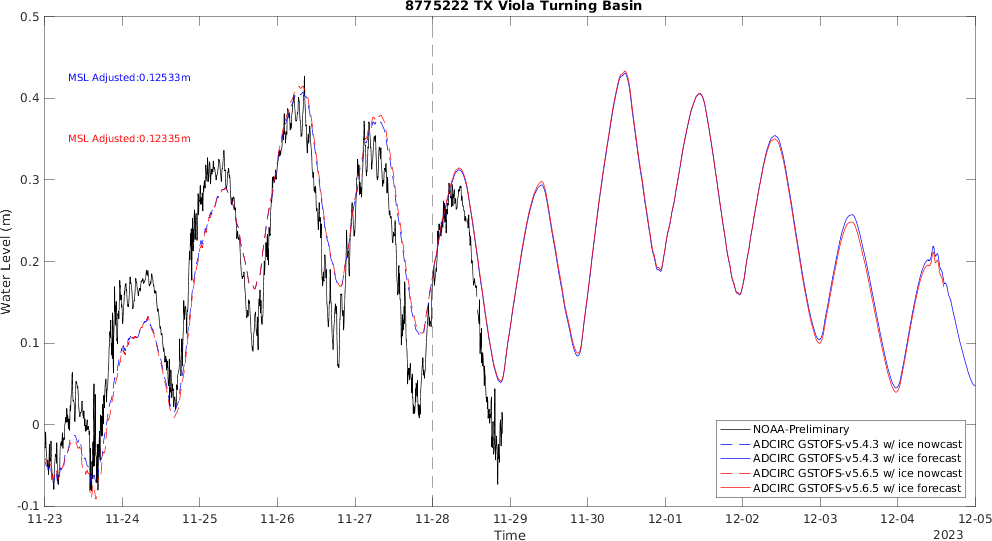 8775222 TX Viola Turning Basin
0.5
0.4
0.3
0.2
0.1
0
-0.1
Water Level (m)
MSL Adjusted:0.12533m
MSL Adjusted:0.12335m
NOAA-Preliminary
ADCIRC GSTOFS-v5.4.3 w/ ice nowcast
ADCIRC GSTOFS-v5.4.3 w/ ice forecast
ADCIRC GSTOFS-v5.6.5 w/ ice nowcast
ADCIRC GSTOFS-v5.6.5 w/ ice forecast
11-23 11-24 11-25 11-26 11-27 11-28 11-29 11-30 12-01 12-02 12-03 12-04 12-05
Time
2023